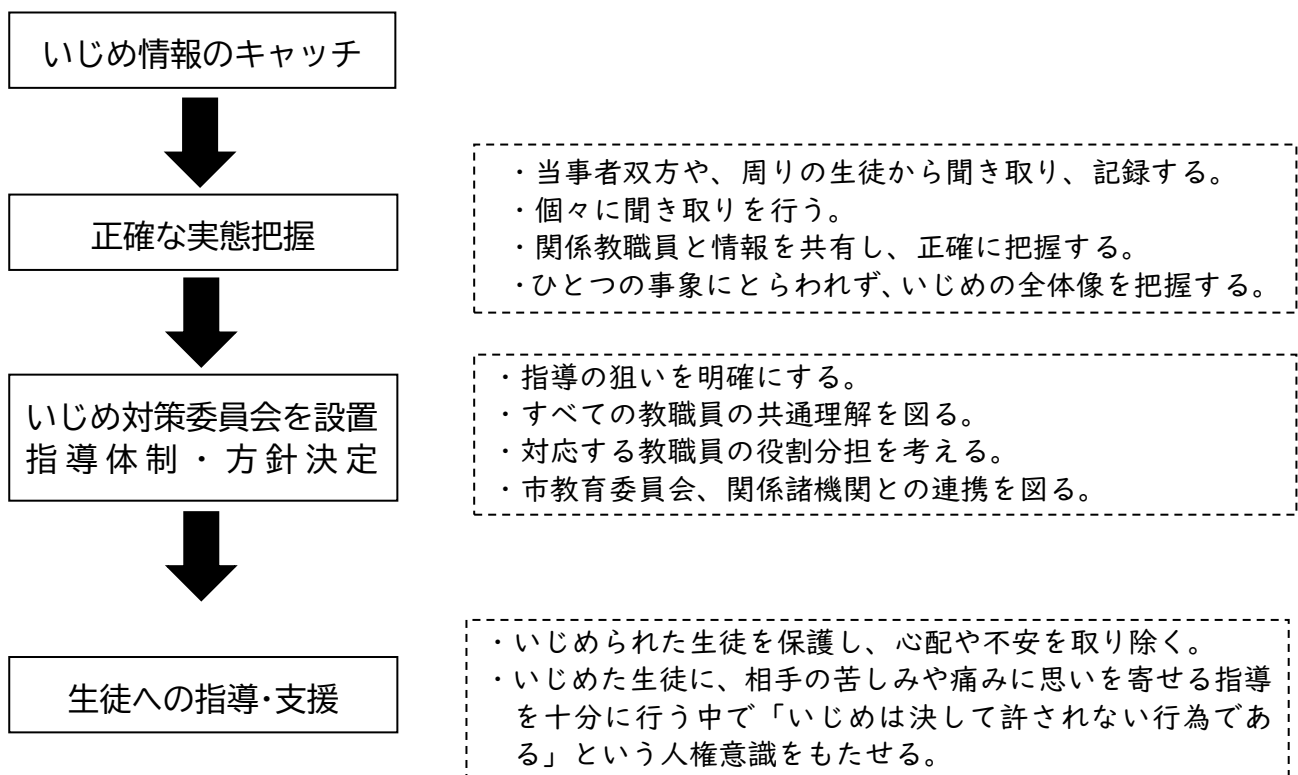 いじめ情報のキャッチ
正確な実態把握
・当事者双方や、周りの生徒から聞き取り、記録する。
・個々に聞き取りを行う。
・関係教職員と情報を共有し、正確に把握する。
・ひとつの事象にとらわれず、いじめの全体像を把握する。
いじめ対策委員会を設置
指導体制・方針決定
・指導の狙いを明確にする。
・すべての教職員の共通理解を図る。
・対応する教職員の役割分担を考える。
・市教育委員会、関係諸機関との連携を図る。
生徒への指導・支援
・いじめられた生徒を保護し、心配や不安を取り除く。
・いじめた生徒に、相手の苦しみや痛みに思いを寄せる指導
を十分に行う中で「いじめは決して許されない行為であ
る」という人権意識をもたせる。